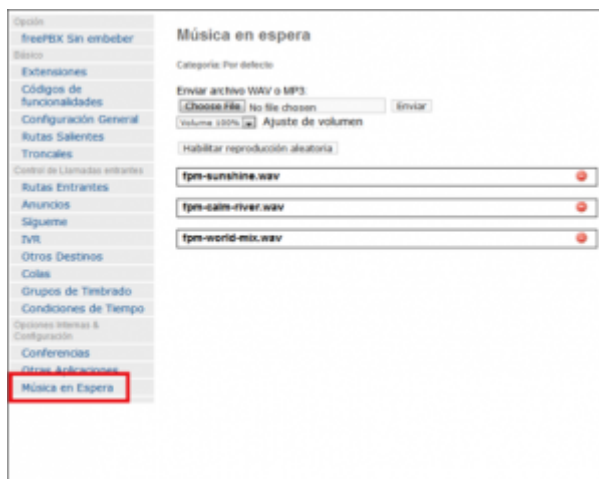 Opción
freePBX Sin embeber
Básico
Extensiones
Códigos de
funcionalidades
Configuración General
Rutas Salientes
Troncales
Control de Llamadas entrantes
Rutas Entrantes
Anuncios
Sígueme
IVR
Otros Destinos
Colas
Grupos de Timbrado
Condiciones de Tiempo
Opciones Internas &
Configuración
Conferencias
Otras Aplicaciones
Música en Espera
Música en espera
Categoria: Por defecto
Enviar archivo WAV o MP3:
Choose File No file chosen Enviar
Volume 100% Ajuste de volumen
Habilitar reproducción aleatoria
fpm-sunshine.wav
fpm-calm-river.wav
fpm-world-mix.wav